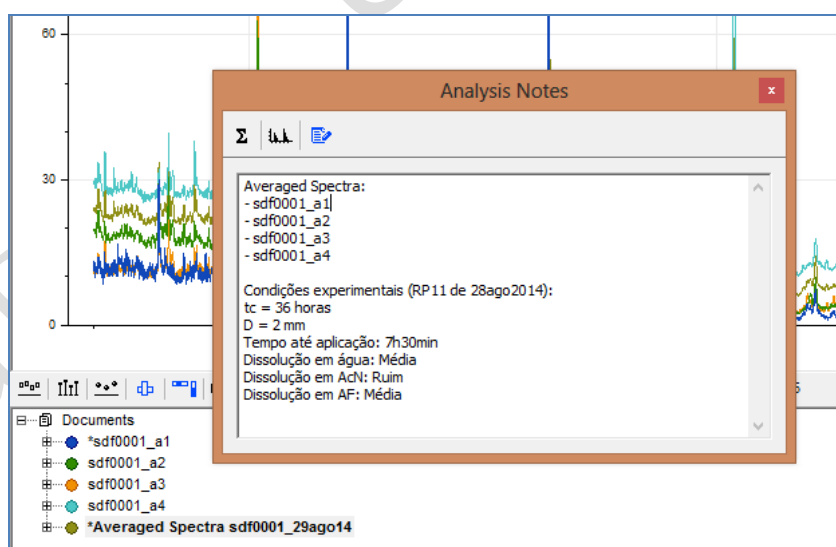 60
30
0
Analysis Notes
x
Σ
Averaged Spectra:
- sdf0001_a1
- sdf0001_a2
- sdf0001_a3
- sdf0001_a4
Condições experimentais (RP11 de 28ago2014):
tc = 36 horas
D = 2 mm
Tempo até aplicação: 7h30min
Dissolução em água: Média
Dissolução em AcN: Ruim
Dissolução em AF: Média
5
Documents
*sdf0001_a1
sdf0001_a2
sdf0001_a3
sdf0001_a4
*Averaged Spectra sdf0001_29ago14